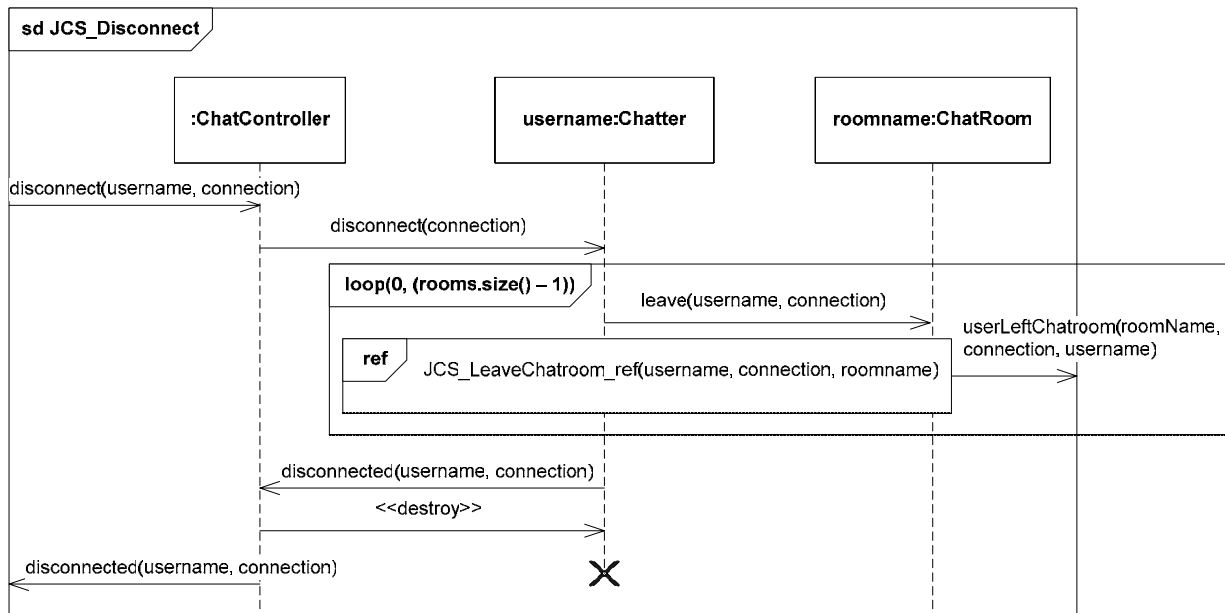 sd JCS_Disconnect
:ChatController
username:Chatter
roomname:ChatRoom
disconnect(username, connection)
disconnect(connection)
loop(0, (rooms.size() – 1))
leave(username, connection)
userLeftChatroom(roomName,
connection, username)
ref
JCS_LeaveChatroom_ref(username, connection, roomname)
disconnected(username, connection)
<<destroy>>
disconnected(username, connection)